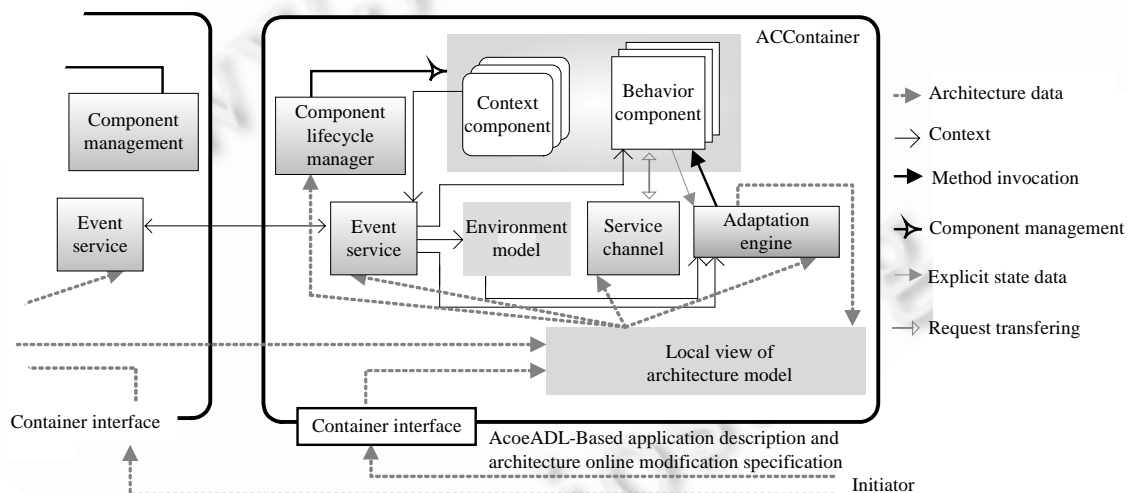 ACContainer
Component
management
Event
service
Container interface
Component
lifecycle
manager
Context
component
Behavior
component
Event
service
Environment
model
Service
channel
Adaptation
engine
Local view of
architecture model
Container interface
AcoeADL-Based application description and
architecture online modification specification
Initiator
Architecture data
Context
Method invocation
Component management
Explicit state data
Request transfering